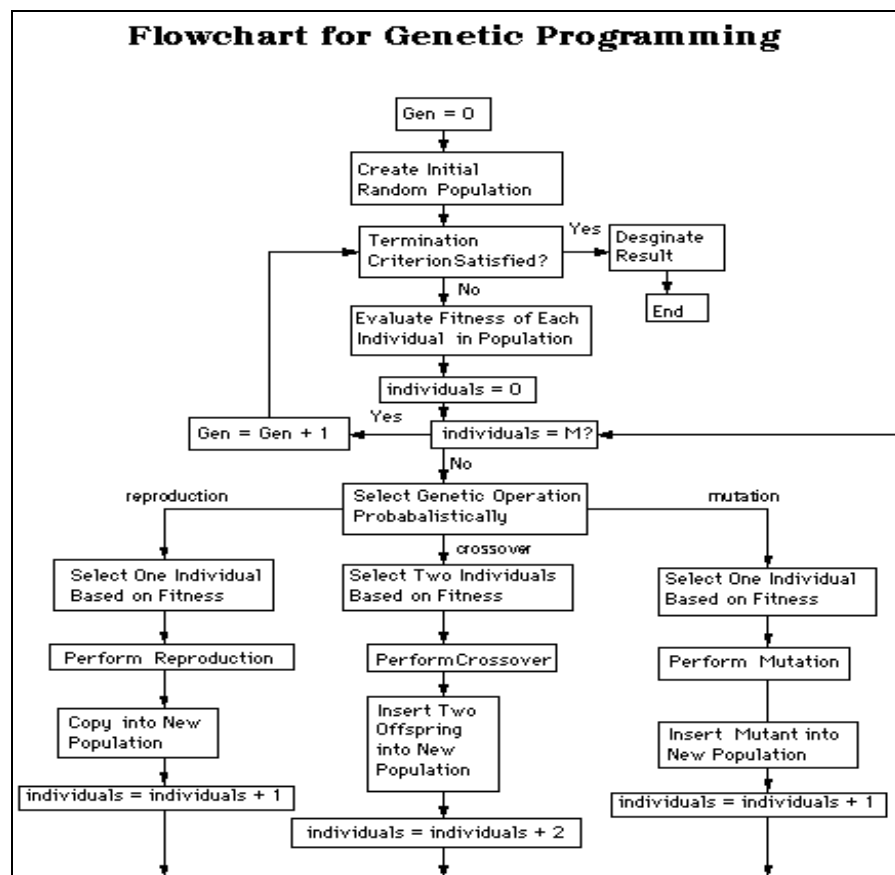 Flowchart for Genetic Programming
Gen = 0
Create Initial
Random Population
Termination
Criterion Satisfied?
Yes
Desginate
Result
End
No
Evaluate Fitness of Each
Individual in Population
individuals = 0
individuals = M?
Yes
Gen = Gen + 1
No
Select Genetic Operation
Probabalistically
reproduction
crossover
mutation
Select One Individual
Based on Fitness
Perform Reproduction
Copy into New
Population
individuals = individuals + 1
Select Two Individuals
Based on Fitness
Perform Crossover
Insert Two
Offspring
into New
Population
individuals = individuals + 2
Select One Individual
Based on Fitness
Perform Mutation
Insert Mutant into
New Population
individuals = individuals + 1